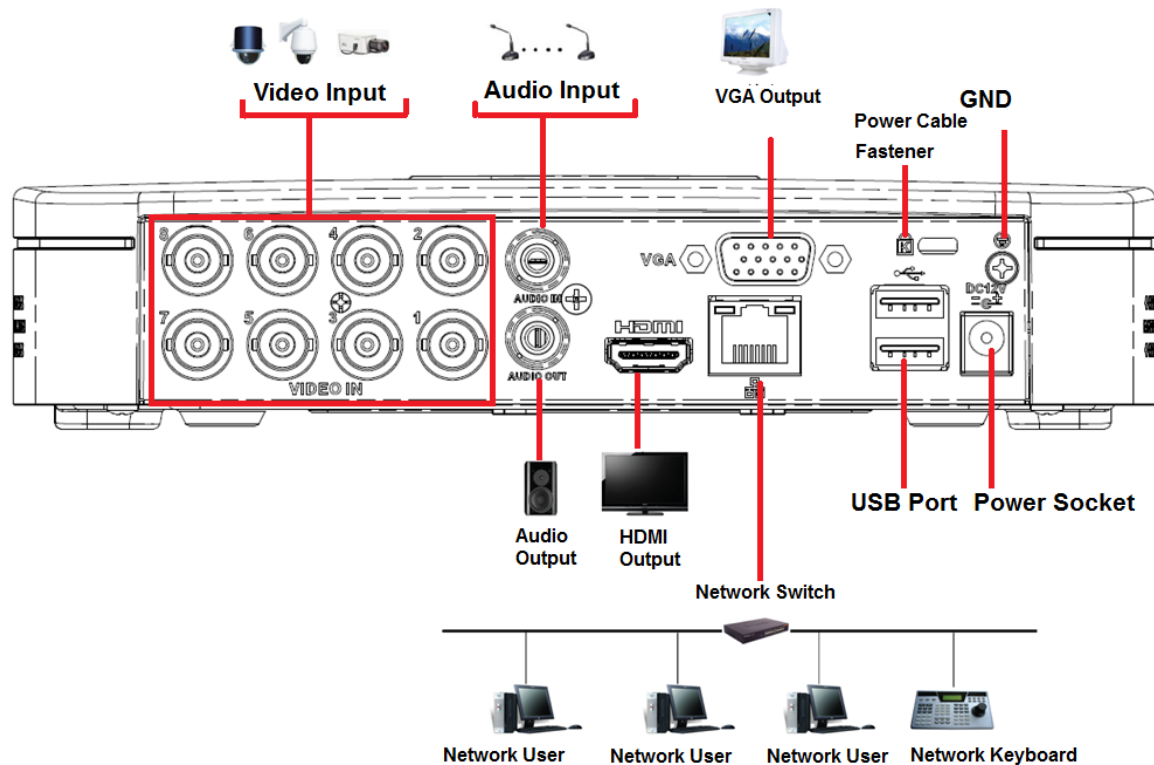 Video Input
Audio Input
VGA Output
GND
Power Cable
Fastener
8
6
4
2
VGA
AUDIO IN
DC12V
7
5
3
1
HDMI
AUDIO OUT
VIDEO IN
USB Port
Power Socket
Audio
Output
HDMI
Output
Network Switch
Network User
Network User
Network User
Network Keyboard